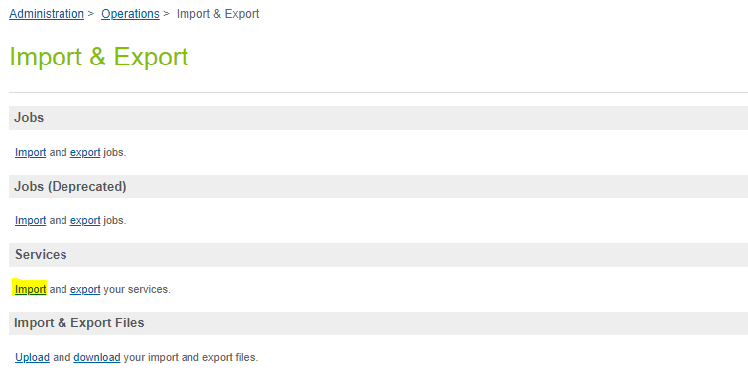 Administration > Operations > Import & Export
Import & Export
Jobs
Import and export jobs.
Jobs (Deprecated)
Import and export jobs.
Services
Import and export your services.
Import & Export Files
Upload and download your import and export files.